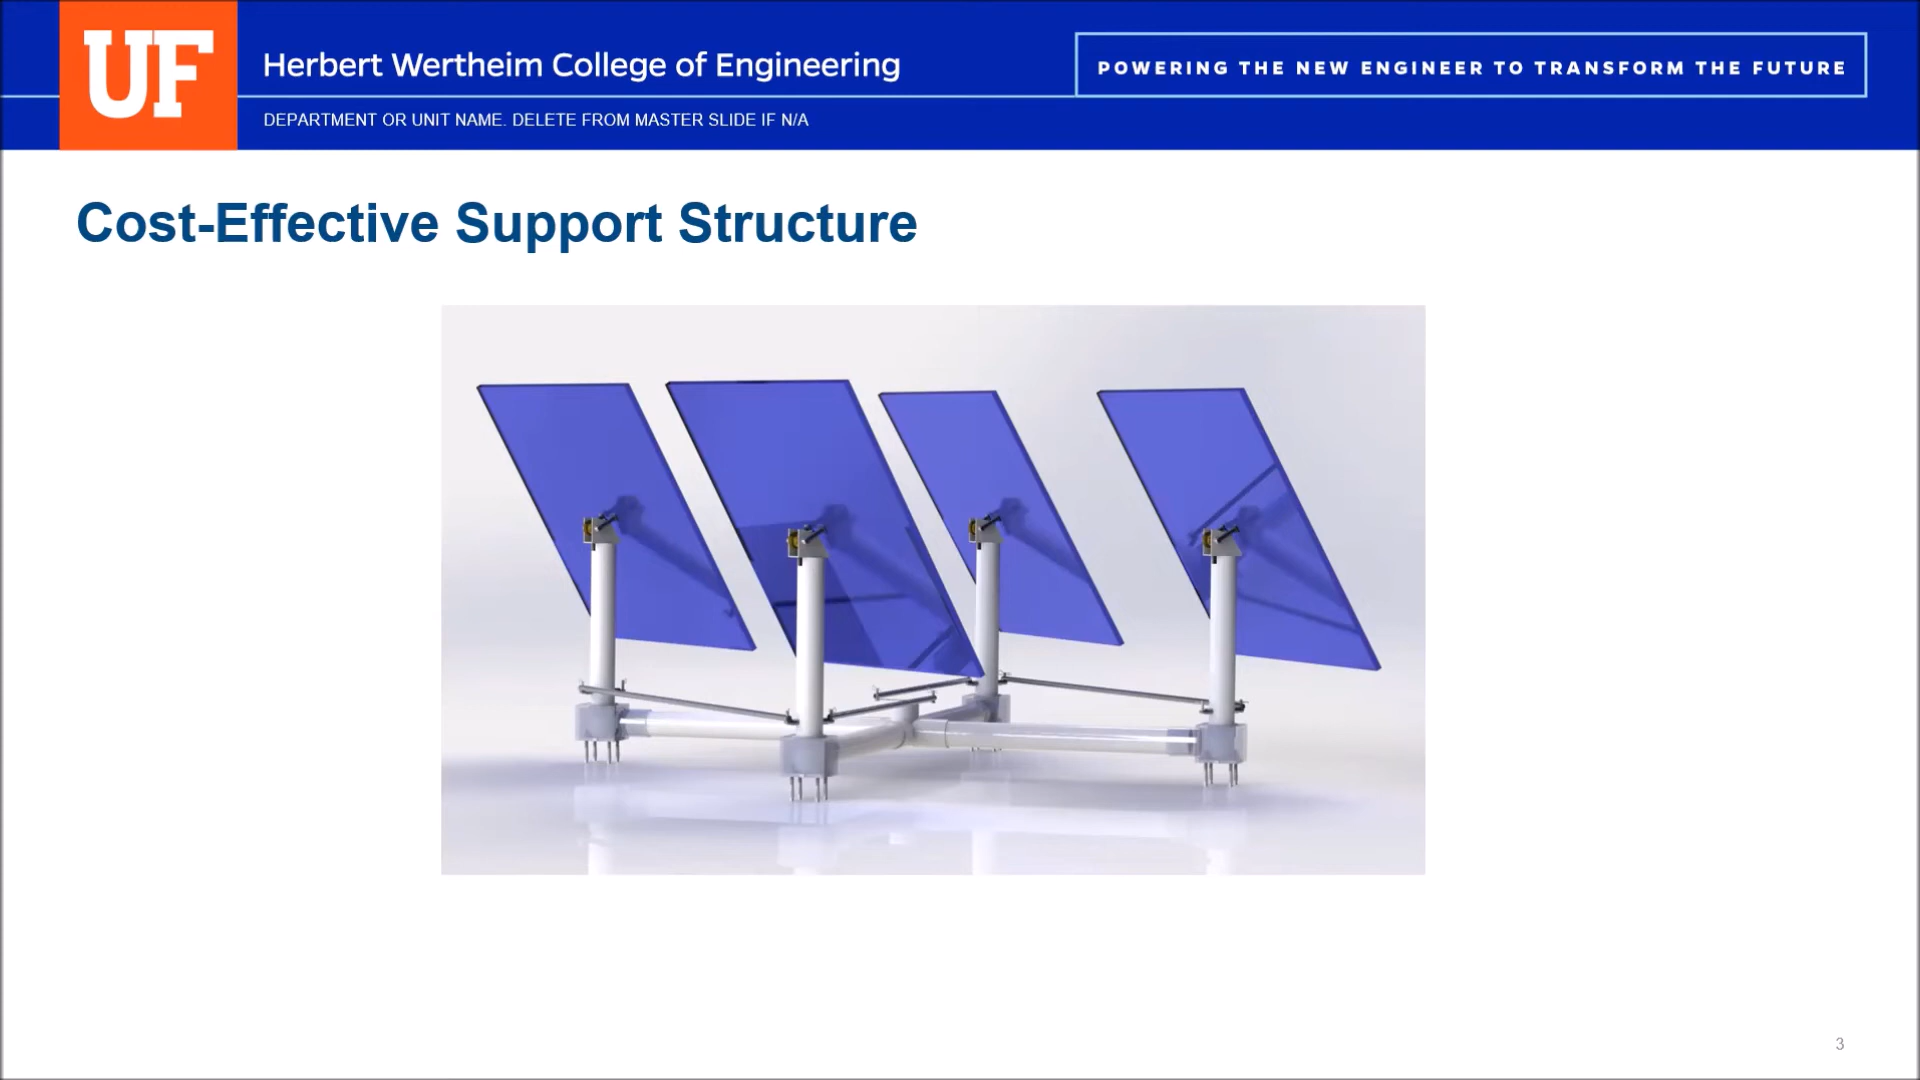 UF
Herbert Wertheim College of Engineering
POWERING THE NEW ENGINEER TO TRANSFORM THE FUTURE
DEPARTMENT OR UNIT NAME. DELETE FROM MASTER SLIDE IF N/A
Cost-Effective Support Structure
3